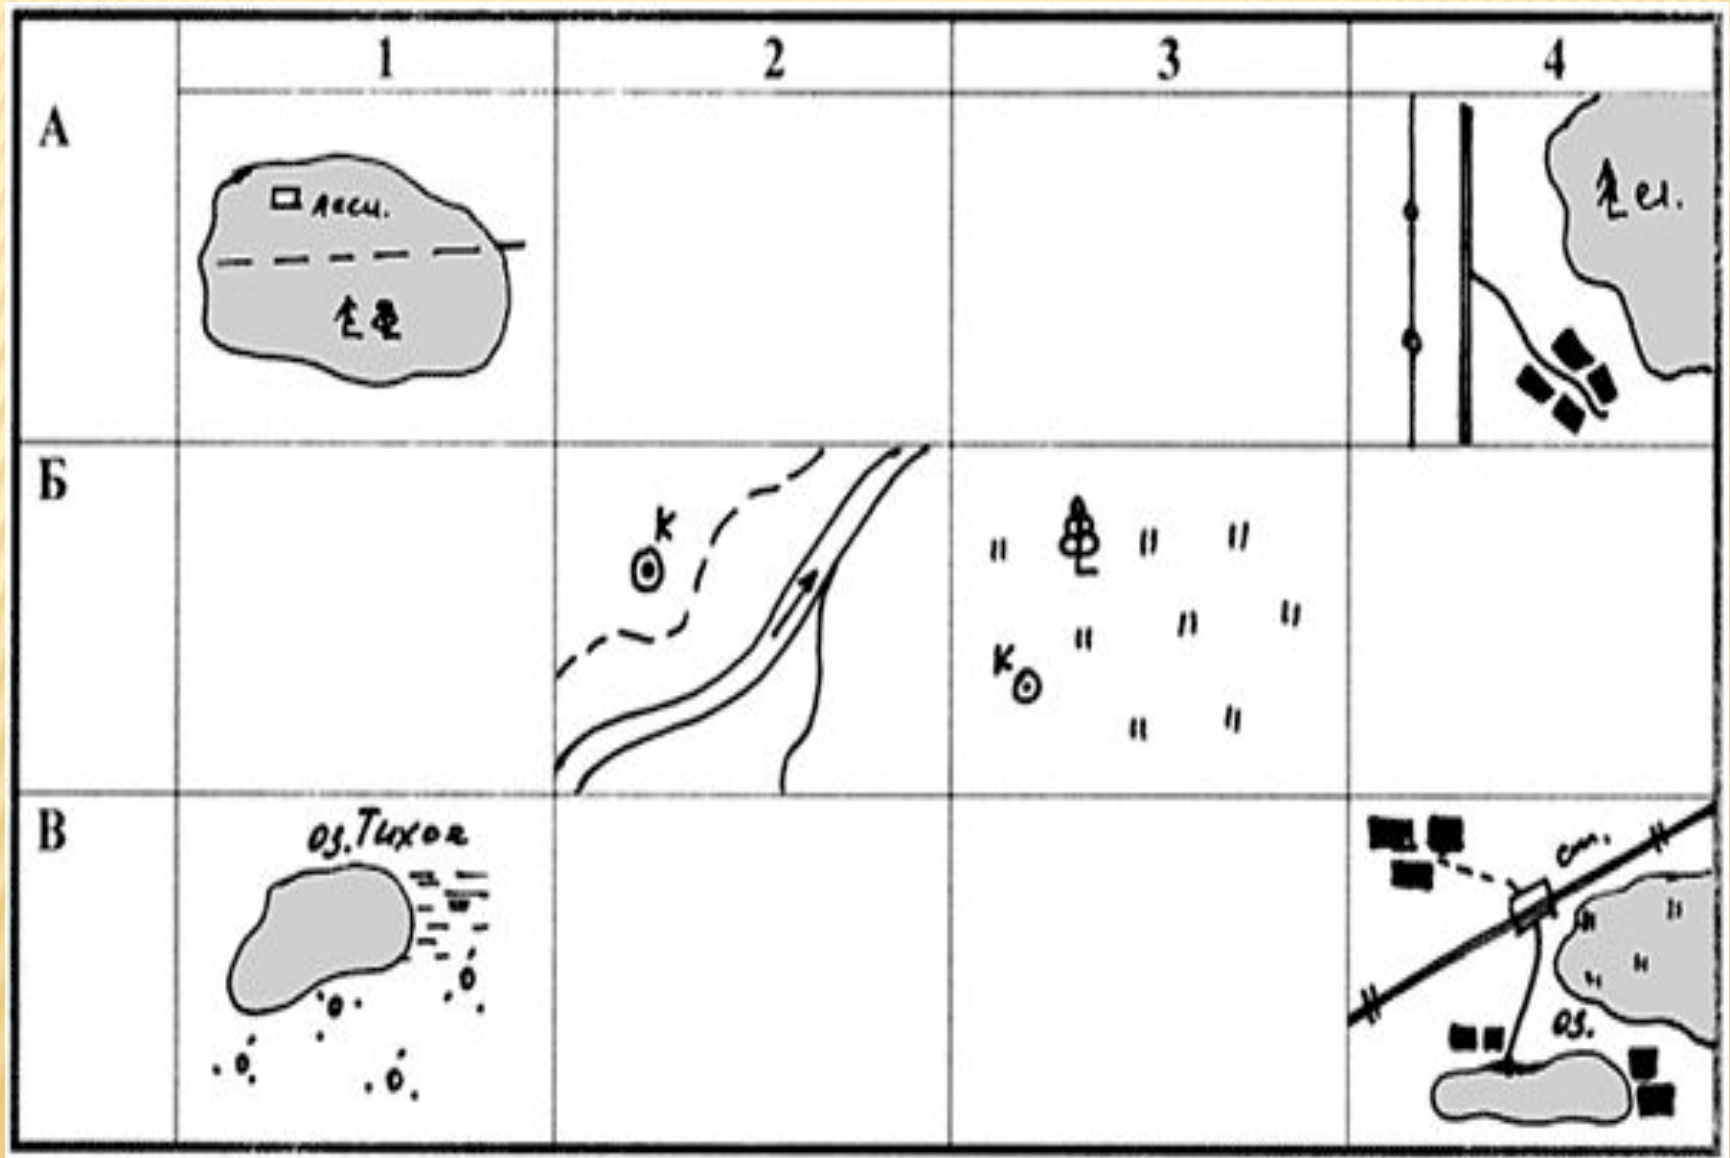 1 2 3 4
А
лесн.
ел.
Б
К
К
В
оз. Тихое
ст.
оз.